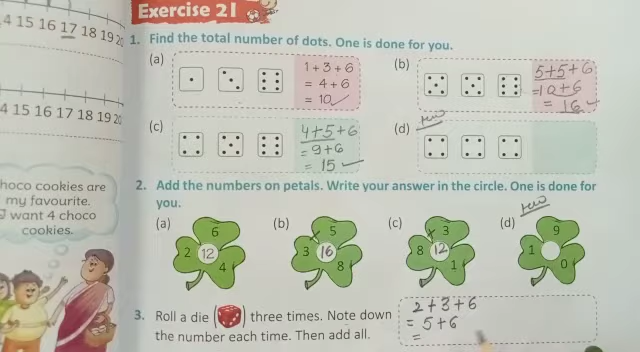 Exercise 21
4 15 16 17 18 19 20
1. Find the total number of dots. One is done for you.
(a)
1 + 3 + 6
= 4 + 6
= 10
(b)
5+5+6
=10+6
= 16
4 15 16 17 18 19 20
(c)
4+5+6
= 9+6
= 15
(d)
HW
hoco cookies are
my favourite.
I want 4 choco
cookies.
2. Add the numbers on petals. Write your answer in the circle. One is done for
you.
(a)
6
2 12
4
(b)
5
3 16
8
(c)
3
8 12
1
(d)
HW
9
1
0
3. Roll a die ( ) three times. Note down
the number each time. Then add all.
2+3+6
= 5+6
=